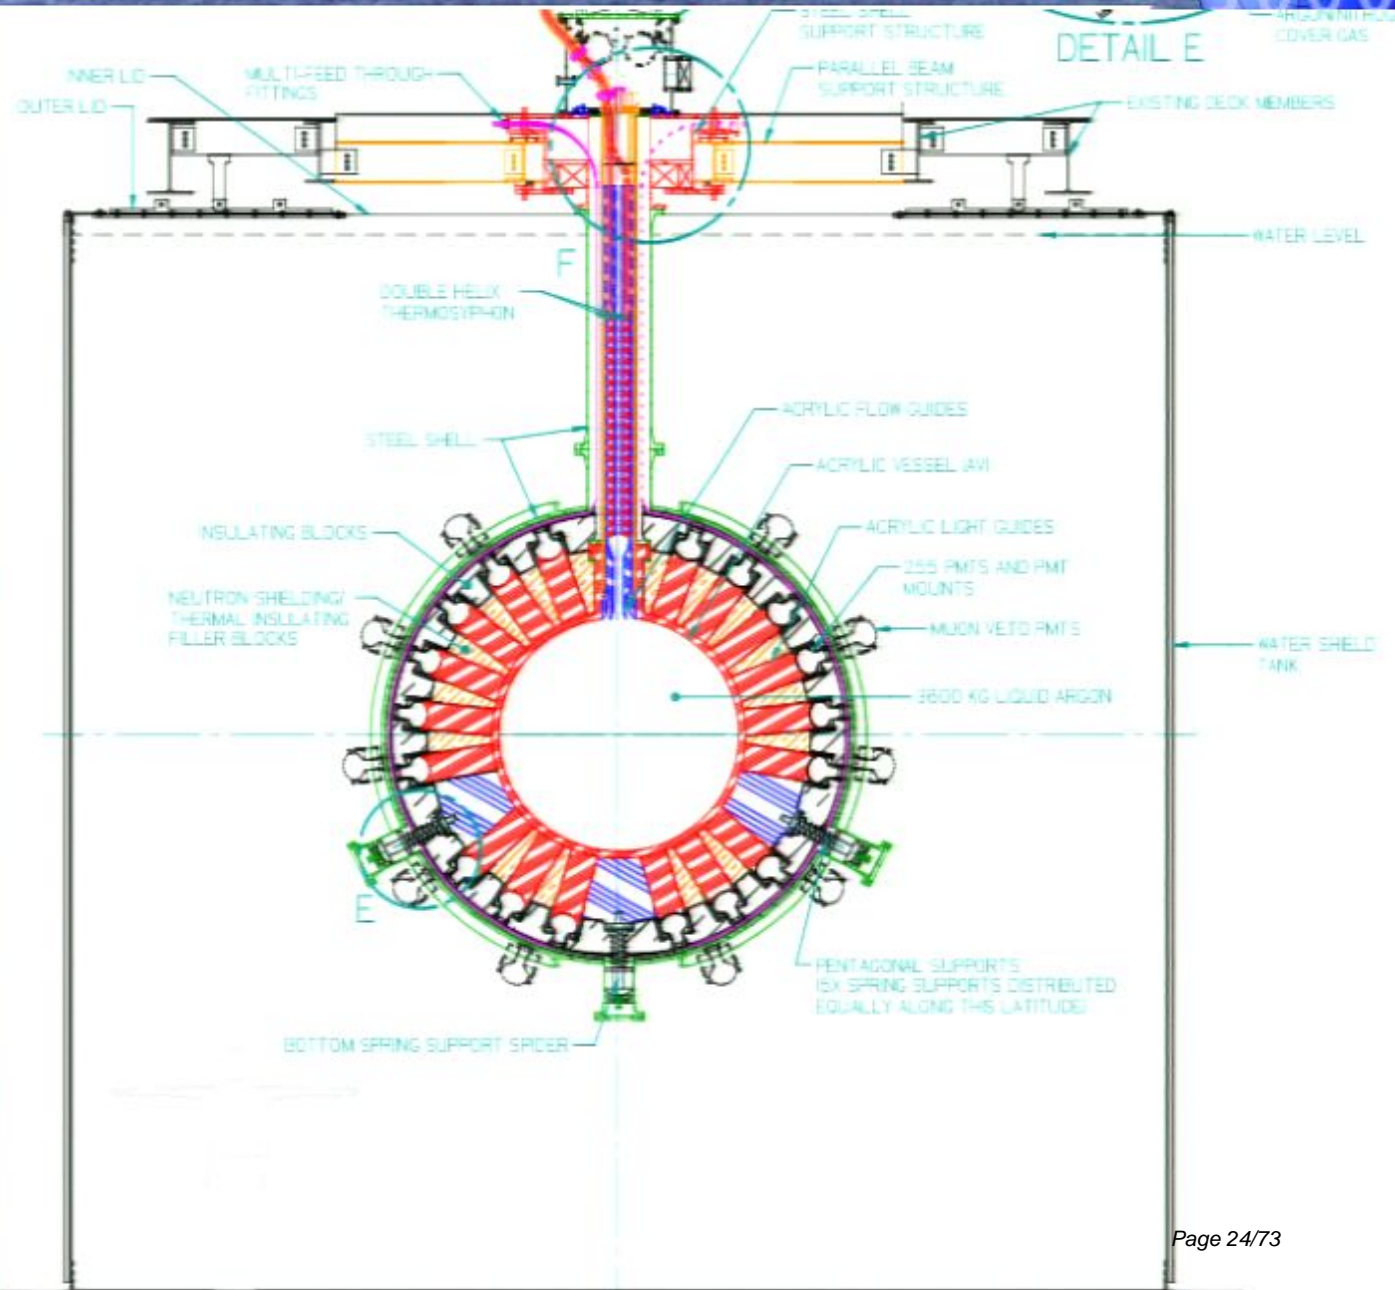 STEEL SHELL
SUPPORT STRUCTURE
ARGON/NITROG
COVER GAS
DETAIL E
INNER LID
MULTI-FEED THROUGH
FITTINGS
PARALLEL BEAM
SUPPORT STRUCTURE
OUTER LID
EXISTING DECK MEMBERS
WATER LEVEL
F
DOUBLE HELIX
THERMOSYPHON
ACRYLIC FLOW GUIDES
STEEL SHELL
ACRYLIC VESSEL (AV)
INSULATING BLOCKS
ACRYLIC LIGHT GUIDES
255 PMTS AND PMT
MOUNTS
NEUTRON SHIELDING/
THERMAL INSULATING
FILLER BLOCKS
MUON VETO PMTS
WATER SHIELD
TANK
3600 KG LIQUID ARGON
E
PENTAGONAL SUPPORTS
(5X SPRING SUPPORTS DISTRIBUTED
EQUALLY ALONG THIS LATITUDE)
BOTTOM SPRING SUPPORT SPIDER
Page 24/73